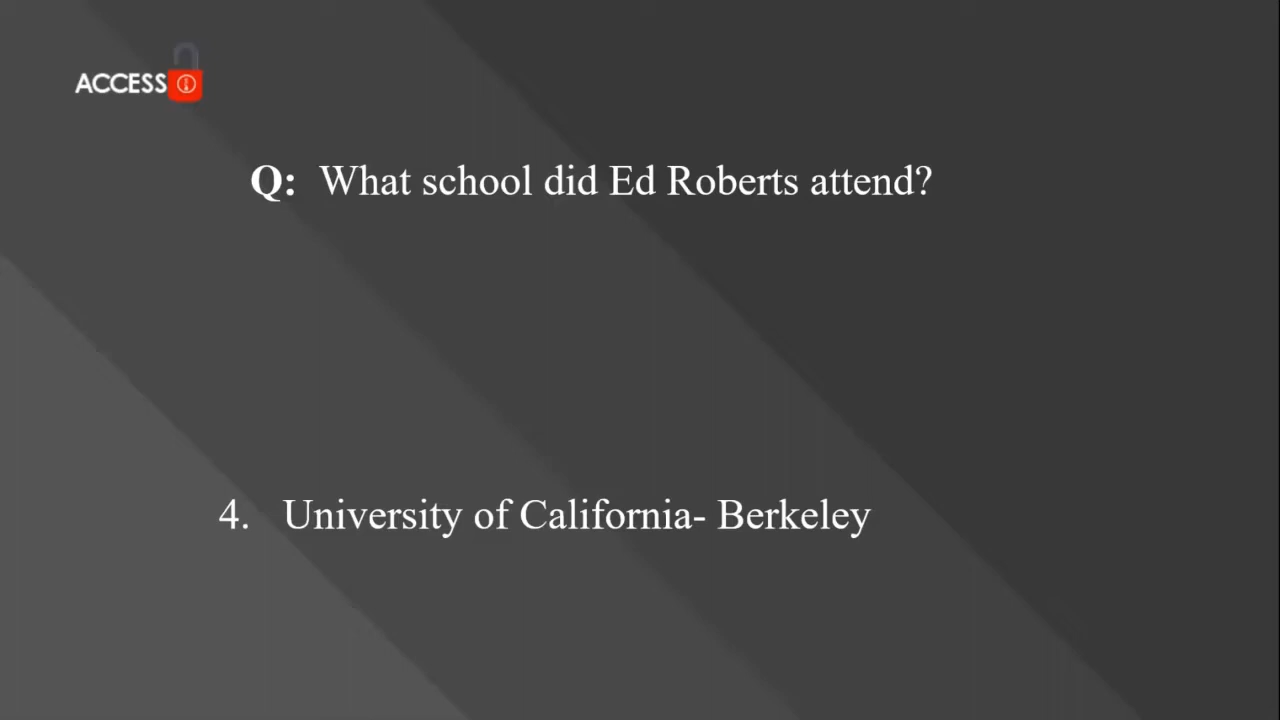 ACCESS
Q: What school did Ed Roberts attend?
4. University of California- Berkeley